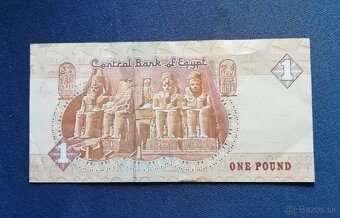 Central Bank of Egypt
1
1
ONE POUND
Bazos.sk